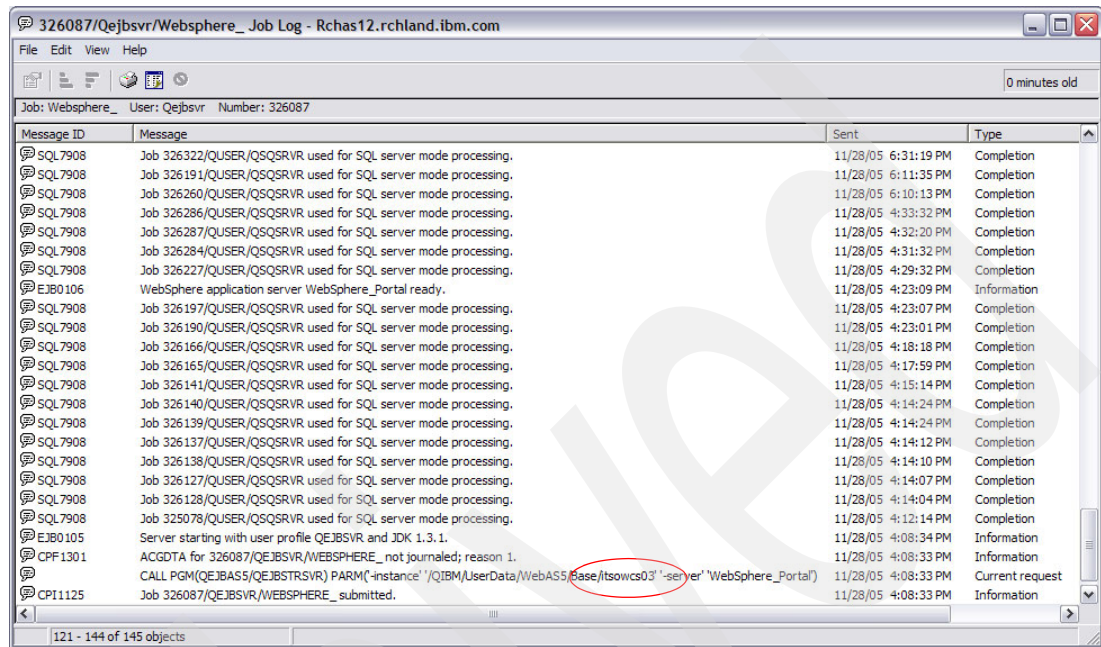 326087/Qejbsvr/Websphere_ Job Log - Rchas12.rchland.ibm.com
File Edit View Help
0 minutes old
Job: Websphere_ User: Qejbsvr Number: 326087
Message ID Message Sent Type
SQL7908 Job 326322/QUSER/QSQSRVR used for SQL server mode processing. 11/28/05 6:31:19 PM Completion
SQL7908 Job 326191/QUSER/QSQSRVR used for SQL server mode processing. 11/28/05 6:11:35 PM Completion
SQL7908 Job 326260/QUSER/QSQSRVR used for SQL server mode processing. 11/28/05 6:10:13 PM Completion
SQL7908 Job 326286/QUSER/QSQSRVR used for SQL server mode processing. 11/28/05 4:33:32 PM Completion
SQL7908 Job 326287/QUSER/QSQSRVR used for SQL server mode processing. 11/28/05 4:32:20 PM Completion
SQL7908 Job 326284/QUSER/QSQSRVR used for SQL server mode processing. 11/28/05 4:31:32 PM Completion
SQL7908 Job 326227/QUSER/QSQSRVR used for SQL server mode processing. 11/28/05 4:29:32 PM Completion
EJB0106 WebSphere application server WebSphere_Portal ready. 11/28/05 4:23:09 PM Information
SQL7908 Job 326197/QUSER/QSQSRVR used for SQL server mode processing. 11/28/05 4:23:07 PM Completion
SQL7908 Job 326190/QUSER/QSQSRVR used for SQL server mode processing. 11/28/05 4:23:01 PM Completion
SQL7908 Job 326166/QUSER/QSQSRVR used for SQL server mode processing. 11/28/05 4:18:18 PM Completion
SQL7908 Job 326165/QUSER/QSQSRVR used for SQL server mode processing. 11/28/05 4:17:59 PM Completion
SQL7908 Job 326141/QUSER/QSQSRVR used for SQL server mode processing. 11/28/05 4:15:14 PM Completion
SQL7908 Job 326140/QUSER/QSQSRVR used for SQL server mode processing. 11/28/05 4:14:24 PM Completion
SQL7908 Job 326139/QUSER/QSQSRVR used for SQL server mode processing. 11/28/05 4:14:24 PM Completion
SQL7908 Job 326137/QUSER/QSQSRVR used for SQL server mode processing. 11/28/05 4:14:12 PM Completion
SQL7908 Job 326138/QUSER/QSQSRVR used for SQL server mode processing. 11/28/05 4:14:10 PM Completion
SQL7908 Job 326127/QUSER/QSQSRVR used for SQL server mode processing. 11/28/05 4:14:07 PM Completion
SQL7908 Job 326128/QUSER/QSQSRVR used for SQL server mode processing. 11/28/05 4:14:04 PM Completion
SQL7908 Job 325078/QUSER/QSQSRVR used for SQL server mode processing. 11/28/05 4:12:14 PM Completion
EJB0105 Server starting with user profile QEJBSVR and JDK 1.3.1. 11/28/05 4:08:34 PM Information
CPF1301 ACGDTA for 326087/QEJBSVR/WEBSPHERE_ not journaled; reason 1. 11/28/05 4:08:33 PM Information
CALL PGM(QEJBAS5/QEJBSTRSVR) PARM('-instance' '/QIBM/UserData/WebAS5/Base/itsowcs03' '-server' 'WebSphere_Portal') 11/28/05 4:08:33 PM Current request
CPI1125 Job 326087/QEJBSVR/WEBSPHERE_ submitted. 11/28/05 4:08:33 PM Information
121 - 144 of 145 objects